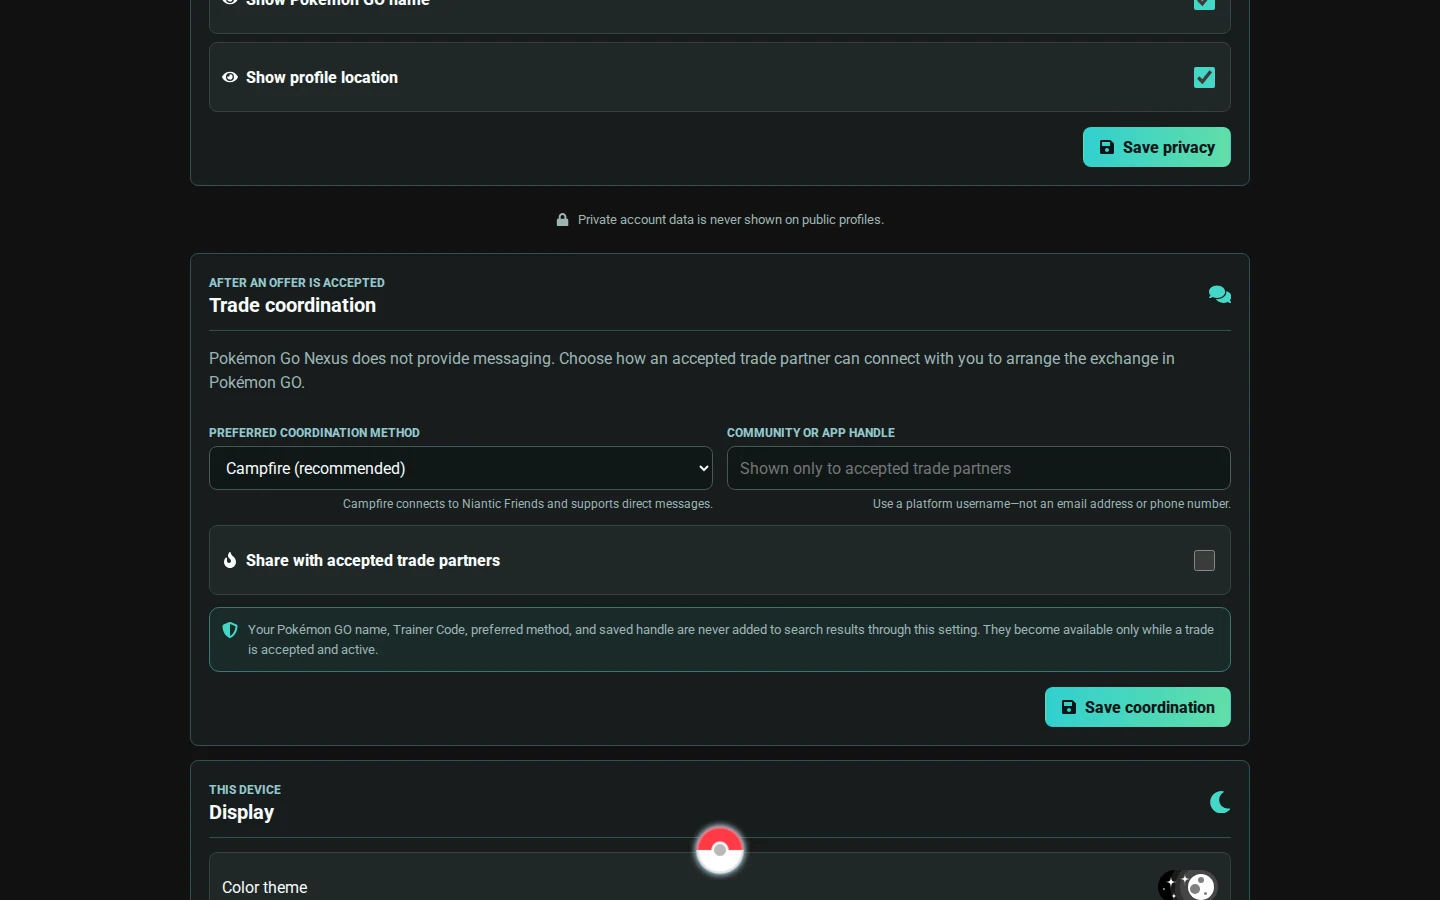 Show Pokémon GO name
Show profile location
Save privacy
Private account data is never shown on public profiles.
AFTER AN OFFER IS ACCEPTED
Trade coordination
Pokémon Go Nexus does not provide messaging. Choose how an accepted trade partner can connect with you to arrange the exchange in
Pokémon GO.
PREFERRED COORDINATION METHOD
COMMUNITY OR APP HANDLE
Campfire (recommended)
Shown only to accepted trade partners
Campfire connects to Niantic Friends and supports direct messages.
Use a platform username—not an email address or phone number.
Share with accepted trade partners
Your Pokémon GO name, Trainer Code, preferred method, and saved handle are never added to search results through this setting. They become available only while a trade
is accepted and active.
Save coordination
THIS DEVICE
Display
Color theme